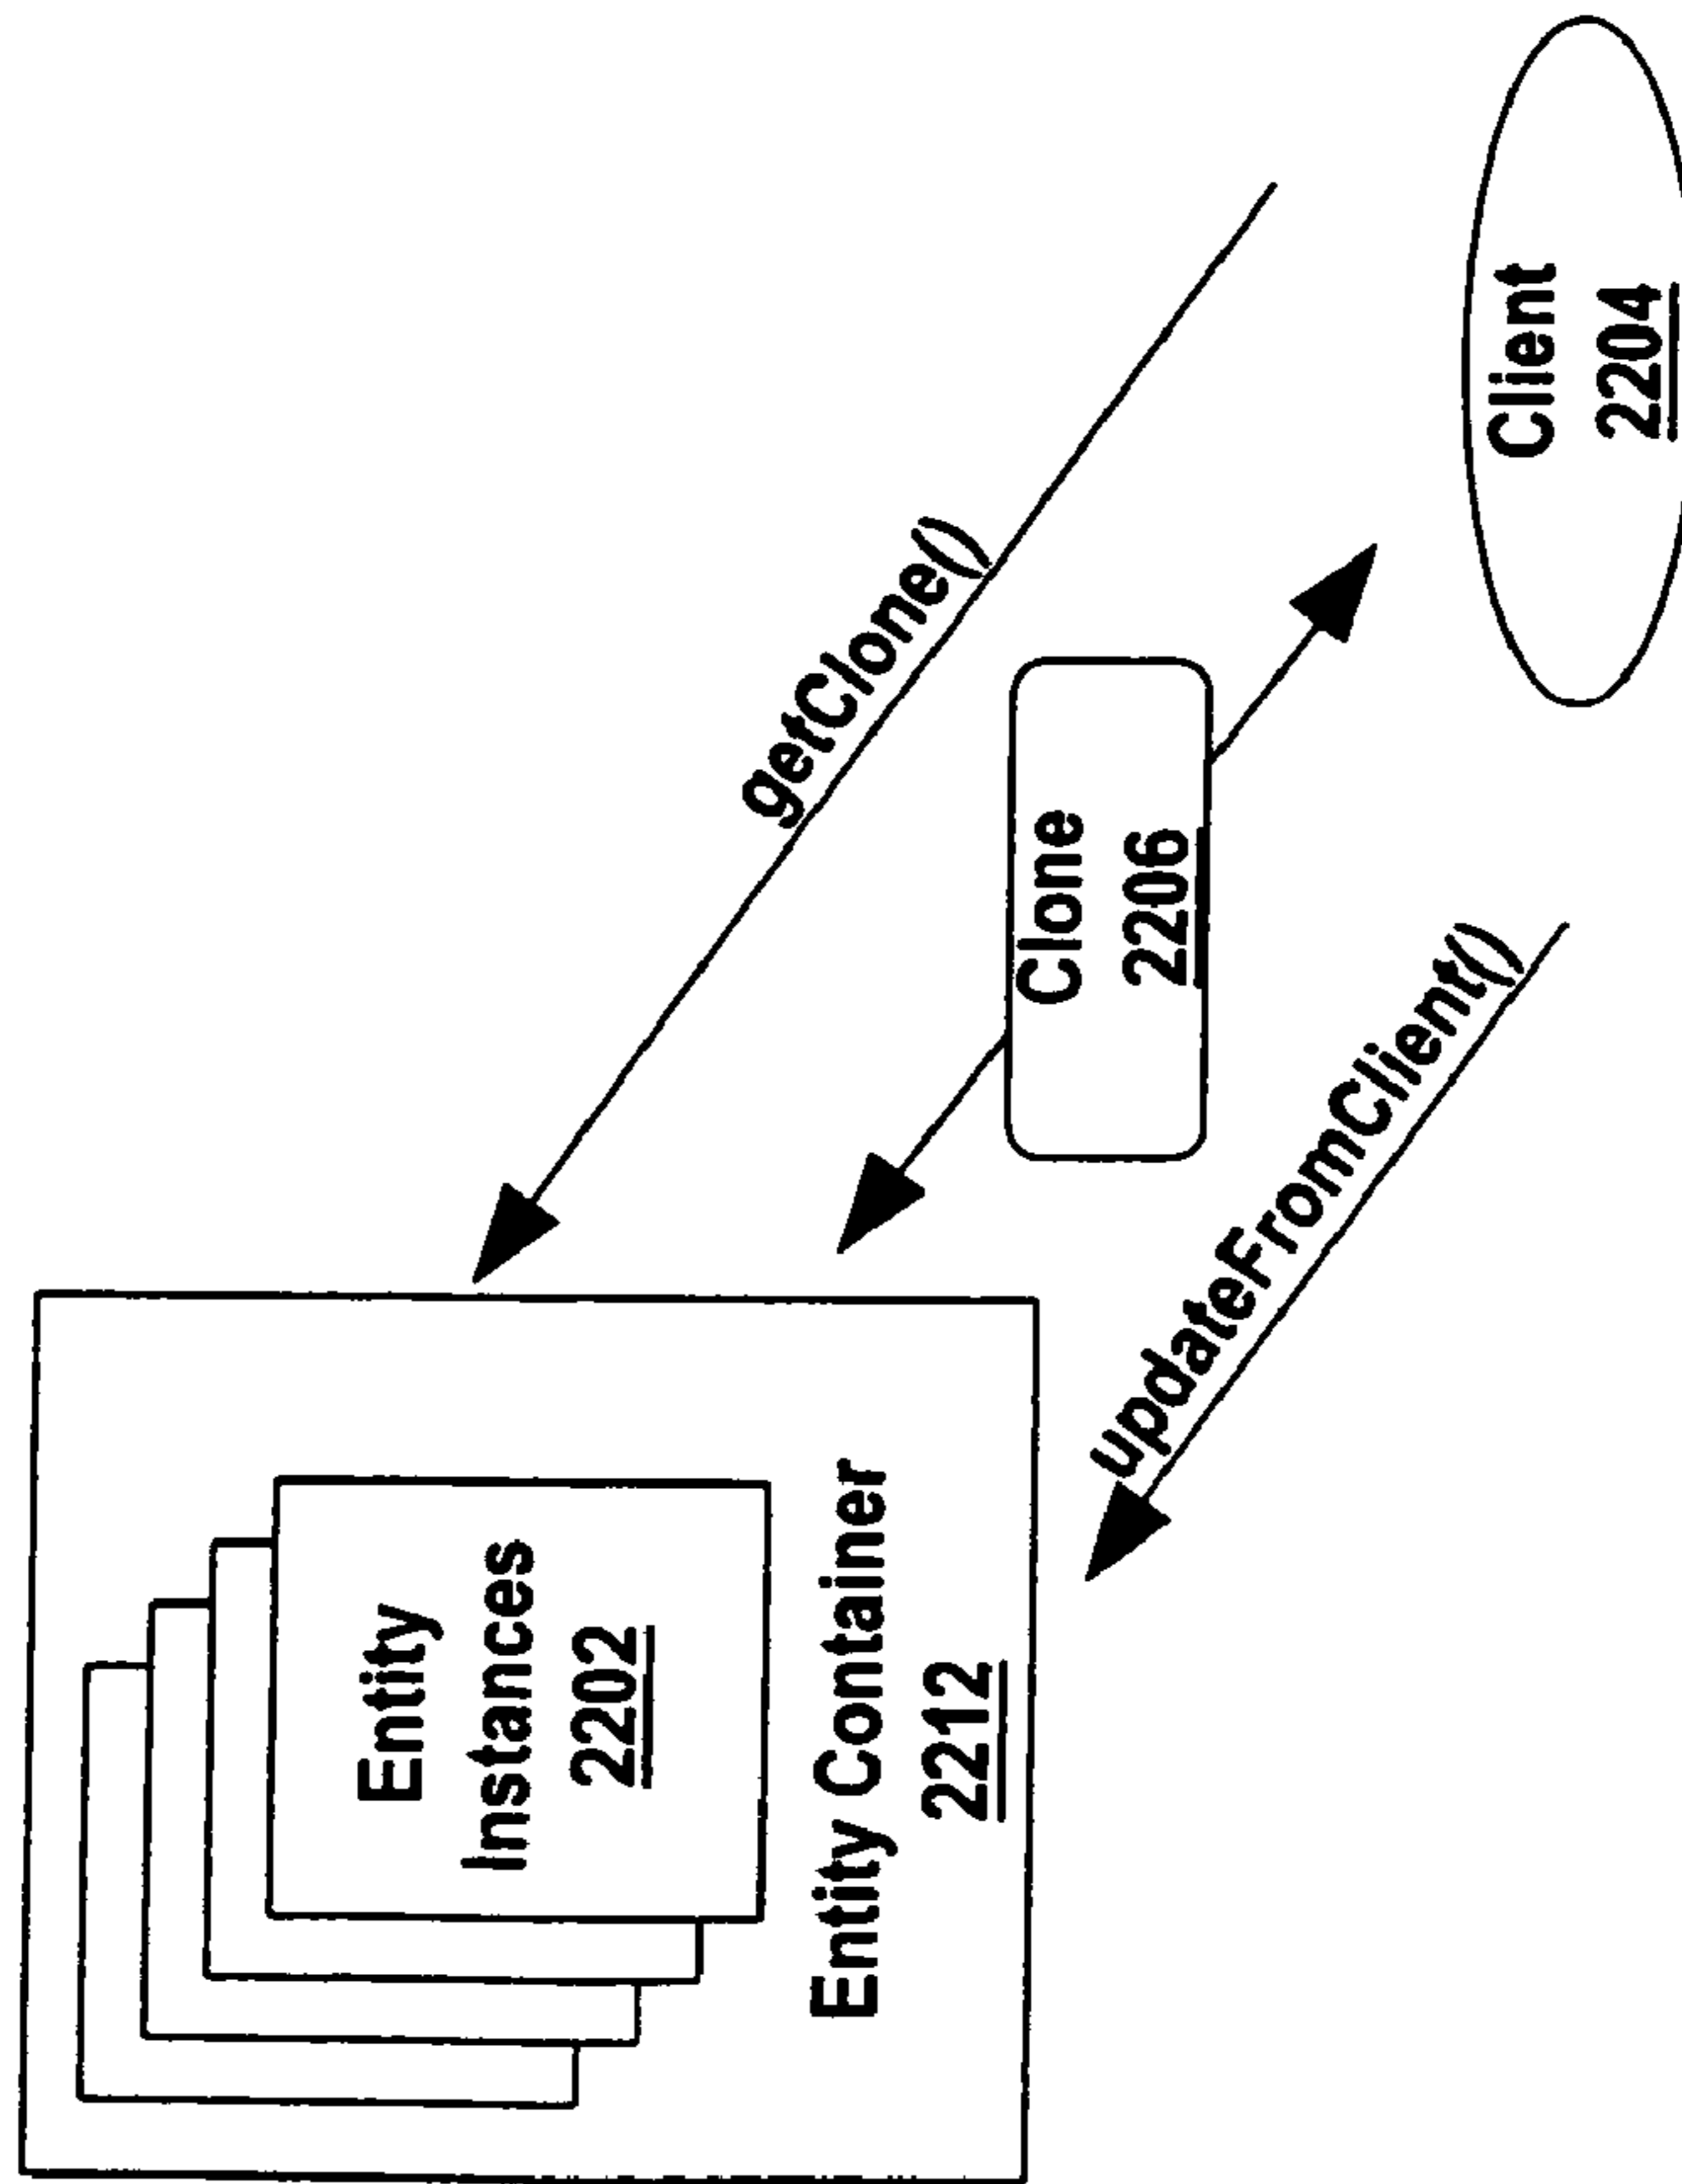 Entity
Instances
2202
Entity Container
2212
getClone()
Clone
2206
updateFromClient()
Client
2204